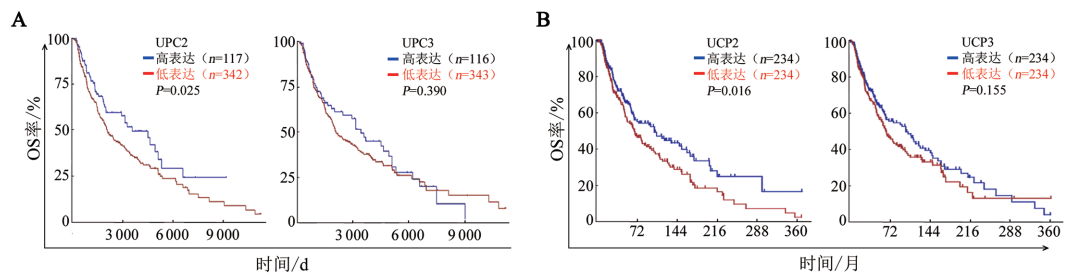 A
B
UPC2
高表达（n=117）
低表达（n=342）
P=0.025
UPC3
高表达（n=116）
低表达（n=343）
P=0.390
UCP2
高表达（n=234）
低表达（n=234）
P=0.016
UCP3
高表达（n=234）
低表达（n=234）
P=0.155
OS率/%
100%
75
50
25
0%
3 000 6 000 9 000
100%
75
50
25
0%
3 000 6 000 9 000
时间/d
OS率/%
100%
80
60
40
20
0%
72 144 216 288 360
100%
80
60
40
20
0%
72 144 216 288 360
时间/月